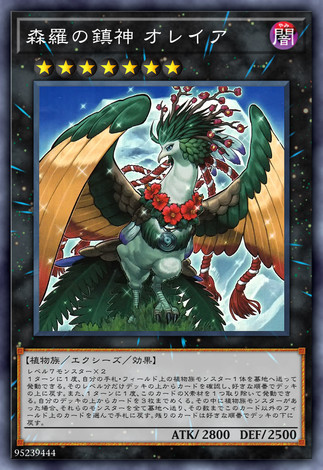 森羅の鎮神 オレイア
闇
【植物族／エクシーズ／効果】
レベル７モンスター×２
１ターンに１度、自分の手札・フィールド上の植物族モンスター１体を墓地へ送って
発動できる。そのレベル分だけデッキの上からカードを確認し、好きな順番でデッキの
上に戻す。また、１ターンに１度、このカードのX素材を１つ取り除いて発動でき
る。自分のデッキの上からカードを３枚までめくる。その中に植物族モンスターがあ
った場合、それらのモンスターを全て墓地へ送り、その数までこのカード以外のフィ
ールド上のカードを選んで手札に戻す。残りのカードは好きな順番でデッキの下に
戻す。
ATK/ 2800 DEF/2500
95239444